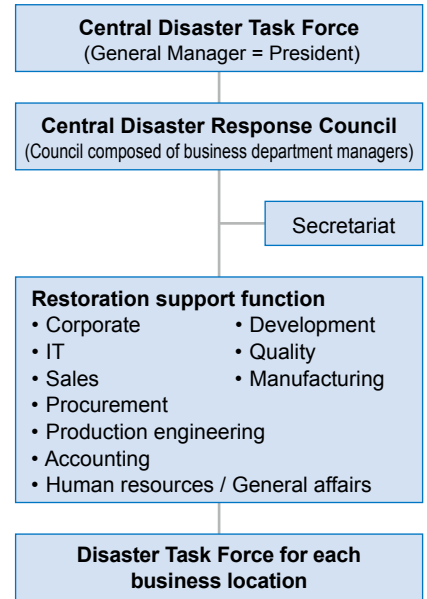 Central Disaster Task Force
(General Manager = President)
Central Disaster Response Council
(Council composed of business department managers)
Secretariat
Restoration support function
• Corporate
• Development
• IT
• Quality
• Sales
• Manufacturing
• Procurement
• Production engineering
• Accounting
• Human resources / General affairs
Disaster Task Force for each
business location